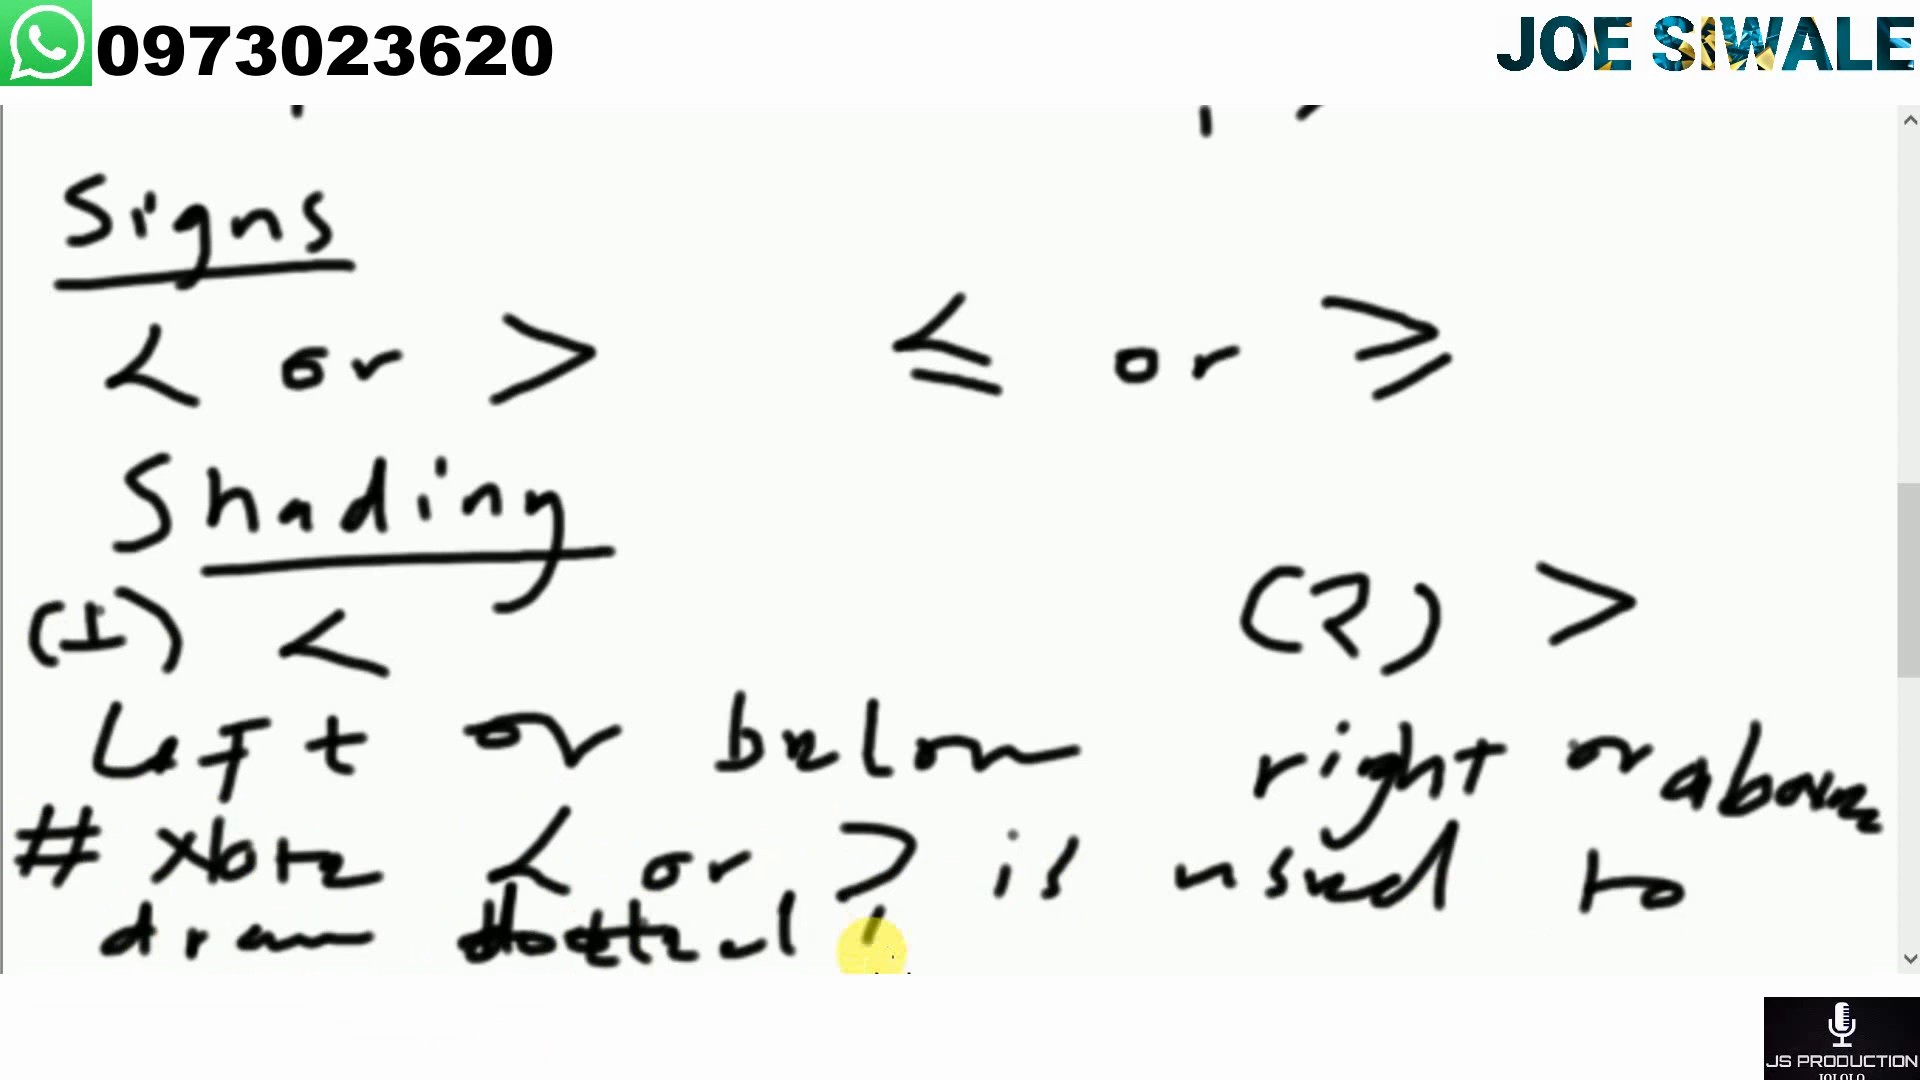 0973023620
JOE SIWALE
Signs
< or > ≤ or ≥
Shading
(1) < (2) >
Left or below right or above
# Note < or > is used to
draw dotted
JS PRODUCTION
JOLOLO